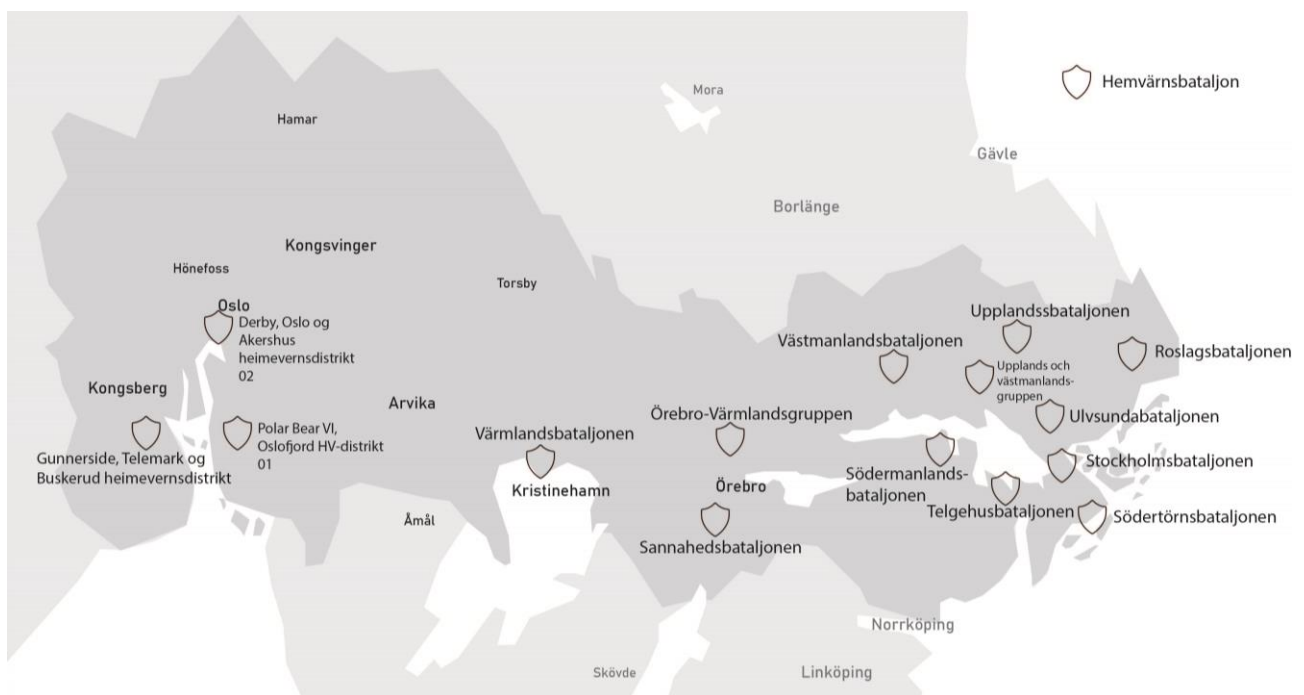 Mora
Hemvärnsbataljon
Hamar
Gävle
Borlänge
Kongsvinger
Hönefoss
Torsby
Oslo
Derby, Oslo og
Akershus
heimevernsdistrikt
02
Upplandssbataljonen
Västmanlandsbataljonen
Roslagsbataljonen
Upplands och
västmanlands-
gruppen
Kongsberg
Arvika
Örebro-Värmlandsgruppen
Ulvsundabataljonen
Polar Bear VI,
Oslofjord HV-distrikt
01
Värmlandsbataljonen
Gunnerside, Telemark og
Buskerud heimevernsdistrikt
Stockholmsbataljonen
Södermanlands-
bataljonen
Kristinehamn
Örebro
Telgehusbataljonen
Södertörnsbataljonen
Åmål
Sannahedsbataljonen
Norrköping
Skövde
Linköping